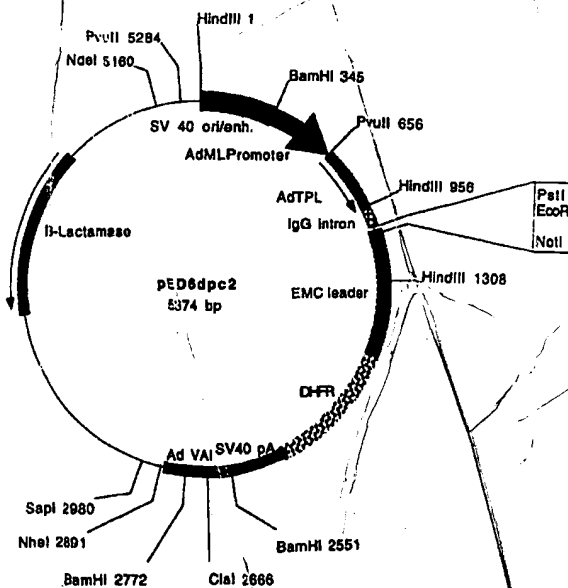 HindIII 1
PvuII 5284
NdeI 5160
BamHI 345
SV 40 ori/enh.
PvuII 656
AdMLPromoter
AdTPL
HindIII 956
IgG intron
PstI
EcoR
NotI
B-Lactamase
pED6dpc2
5374 bp
EMC leader
HindIII 1308
DHFR
Ad VAI
SV40 pA
SapI 2980
NheI 2891
BamHI 2772
ClaI 2666
BamHI 2551